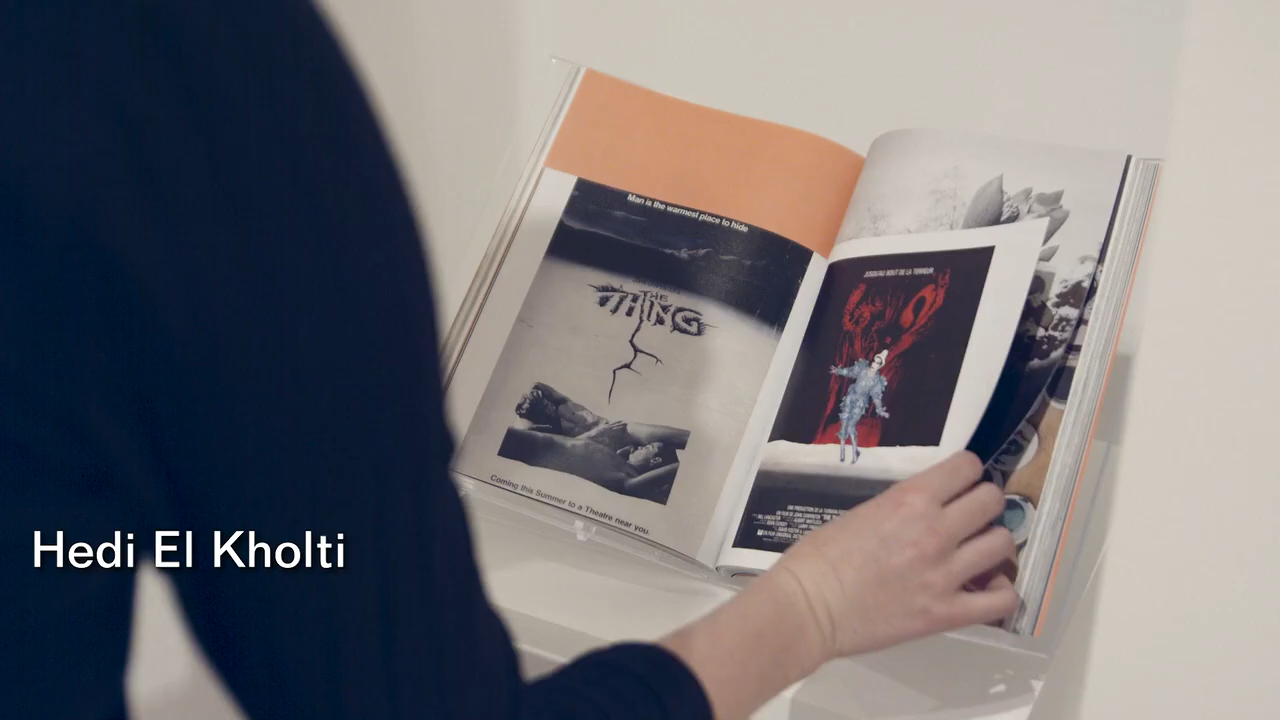 Man is the warmest place to hide
THE
THING
Coming this Summer to a Theatre near you.
JUSQU'AU BOUT DE LA TERREUR
Hedi El Kholti